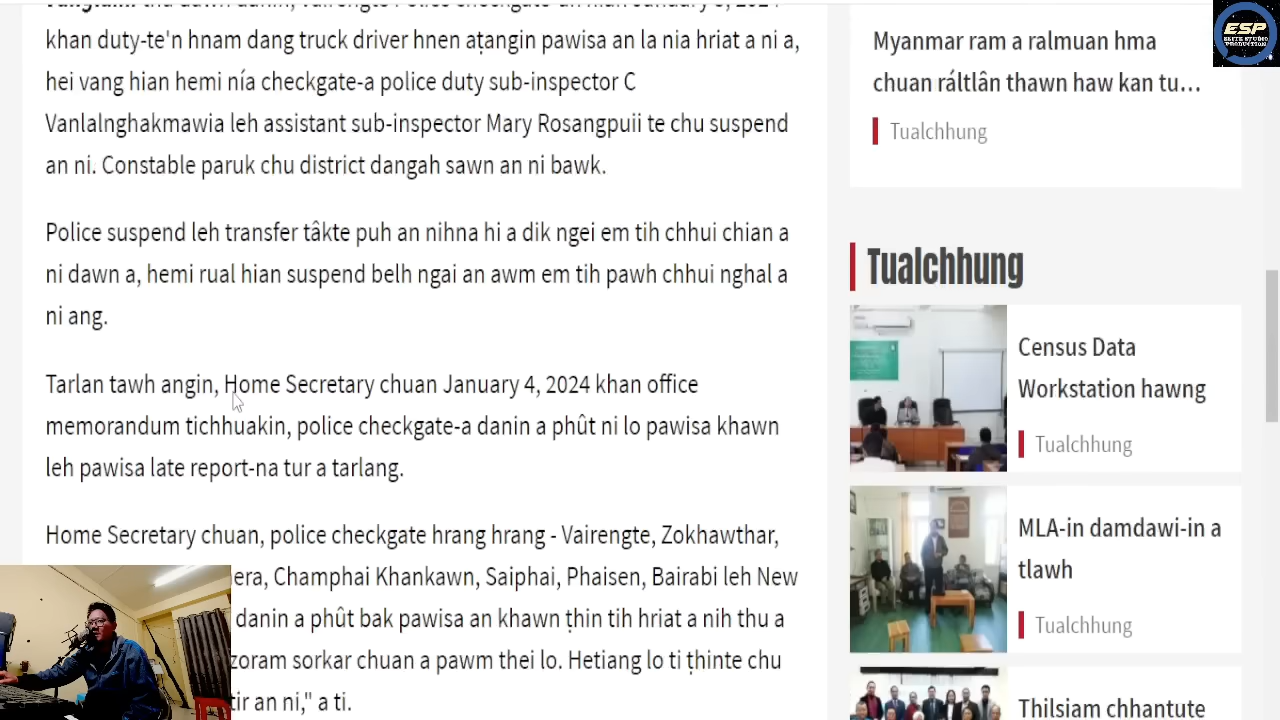 khan duty-te'n hnam dang truck driver hnen aṭangin pawisa an la nia hriat a ni a,
hei vang hian hemi nía checkgate-a police duty sub-inspector C
Vanlalnghakmawia leh assistant sub-inspector Mary Rosangpuii te chu suspend
an ni. Constable paruk chu district dangah sawn an ni bawk.
Police suspend leh transfer tâkte puh an nihna hi a dik ngei em tih chhui chian a
ni dawn a, hemi rual hian suspend belh ngai an awm em tih pawh chhui nghal a
ni ang.
Tarlan tawh angin, Home Secretary chuan January 4, 2024 khan office
memorandum tichhuakin, police checkgate-a danin a phût ni lo pawisa khawn
leh pawisa late report-na tur a tarlang.
Home Secretary chuan, police checkgate hrang hrang - Vairengte, Zokhawthar,
era, Champhai Khankawn, Saiphai, Phaisen, Bairabi leh New
danin a phût bak pawisa an khawn ṭhin tih hriat a nih thu a
zoram sorkar chuan a pawm thei lo. Hetiang lo ti ṭhinte chu
tir an ni," a ti.
ESP
ELITE STUDIO
PRODUCTION
Myanmar ram a ralmuan hma
chuan ráltlân thawn haw kan tu...
Tualchhung
Tualchhung
Census Data
Workstation hawng
Tualchhung
MLA-in damdawi-in a
tlawh
Tualchhung
Thilsiam chhantute